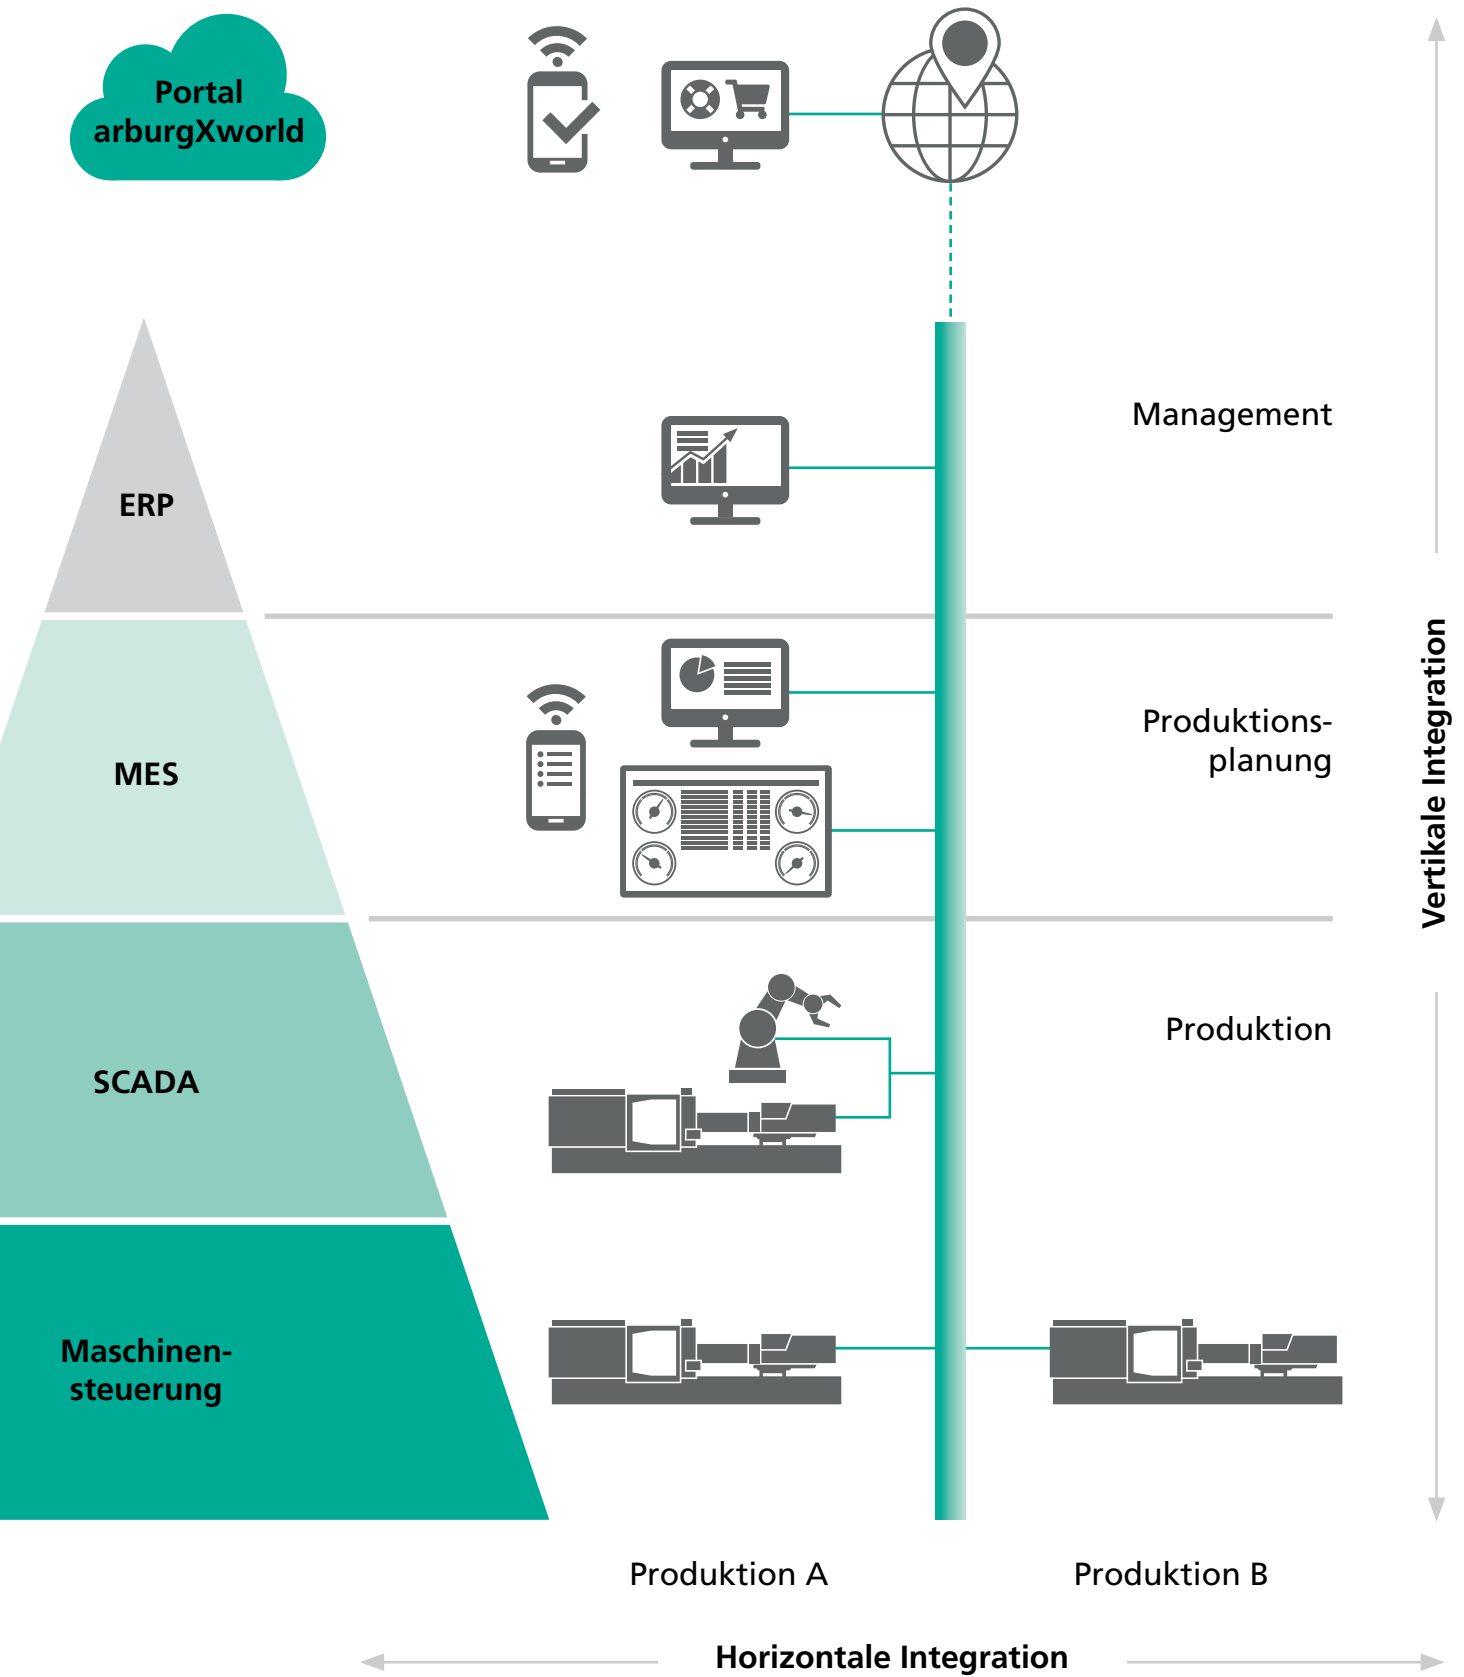 Portal
arburgXworld
Management
ERP
Produktions-
planung
MES
Vertikale Integration
Produktion
SCADA
Maschinen-
steuerung
Produktion A
Produktion B
Horizontale Integration